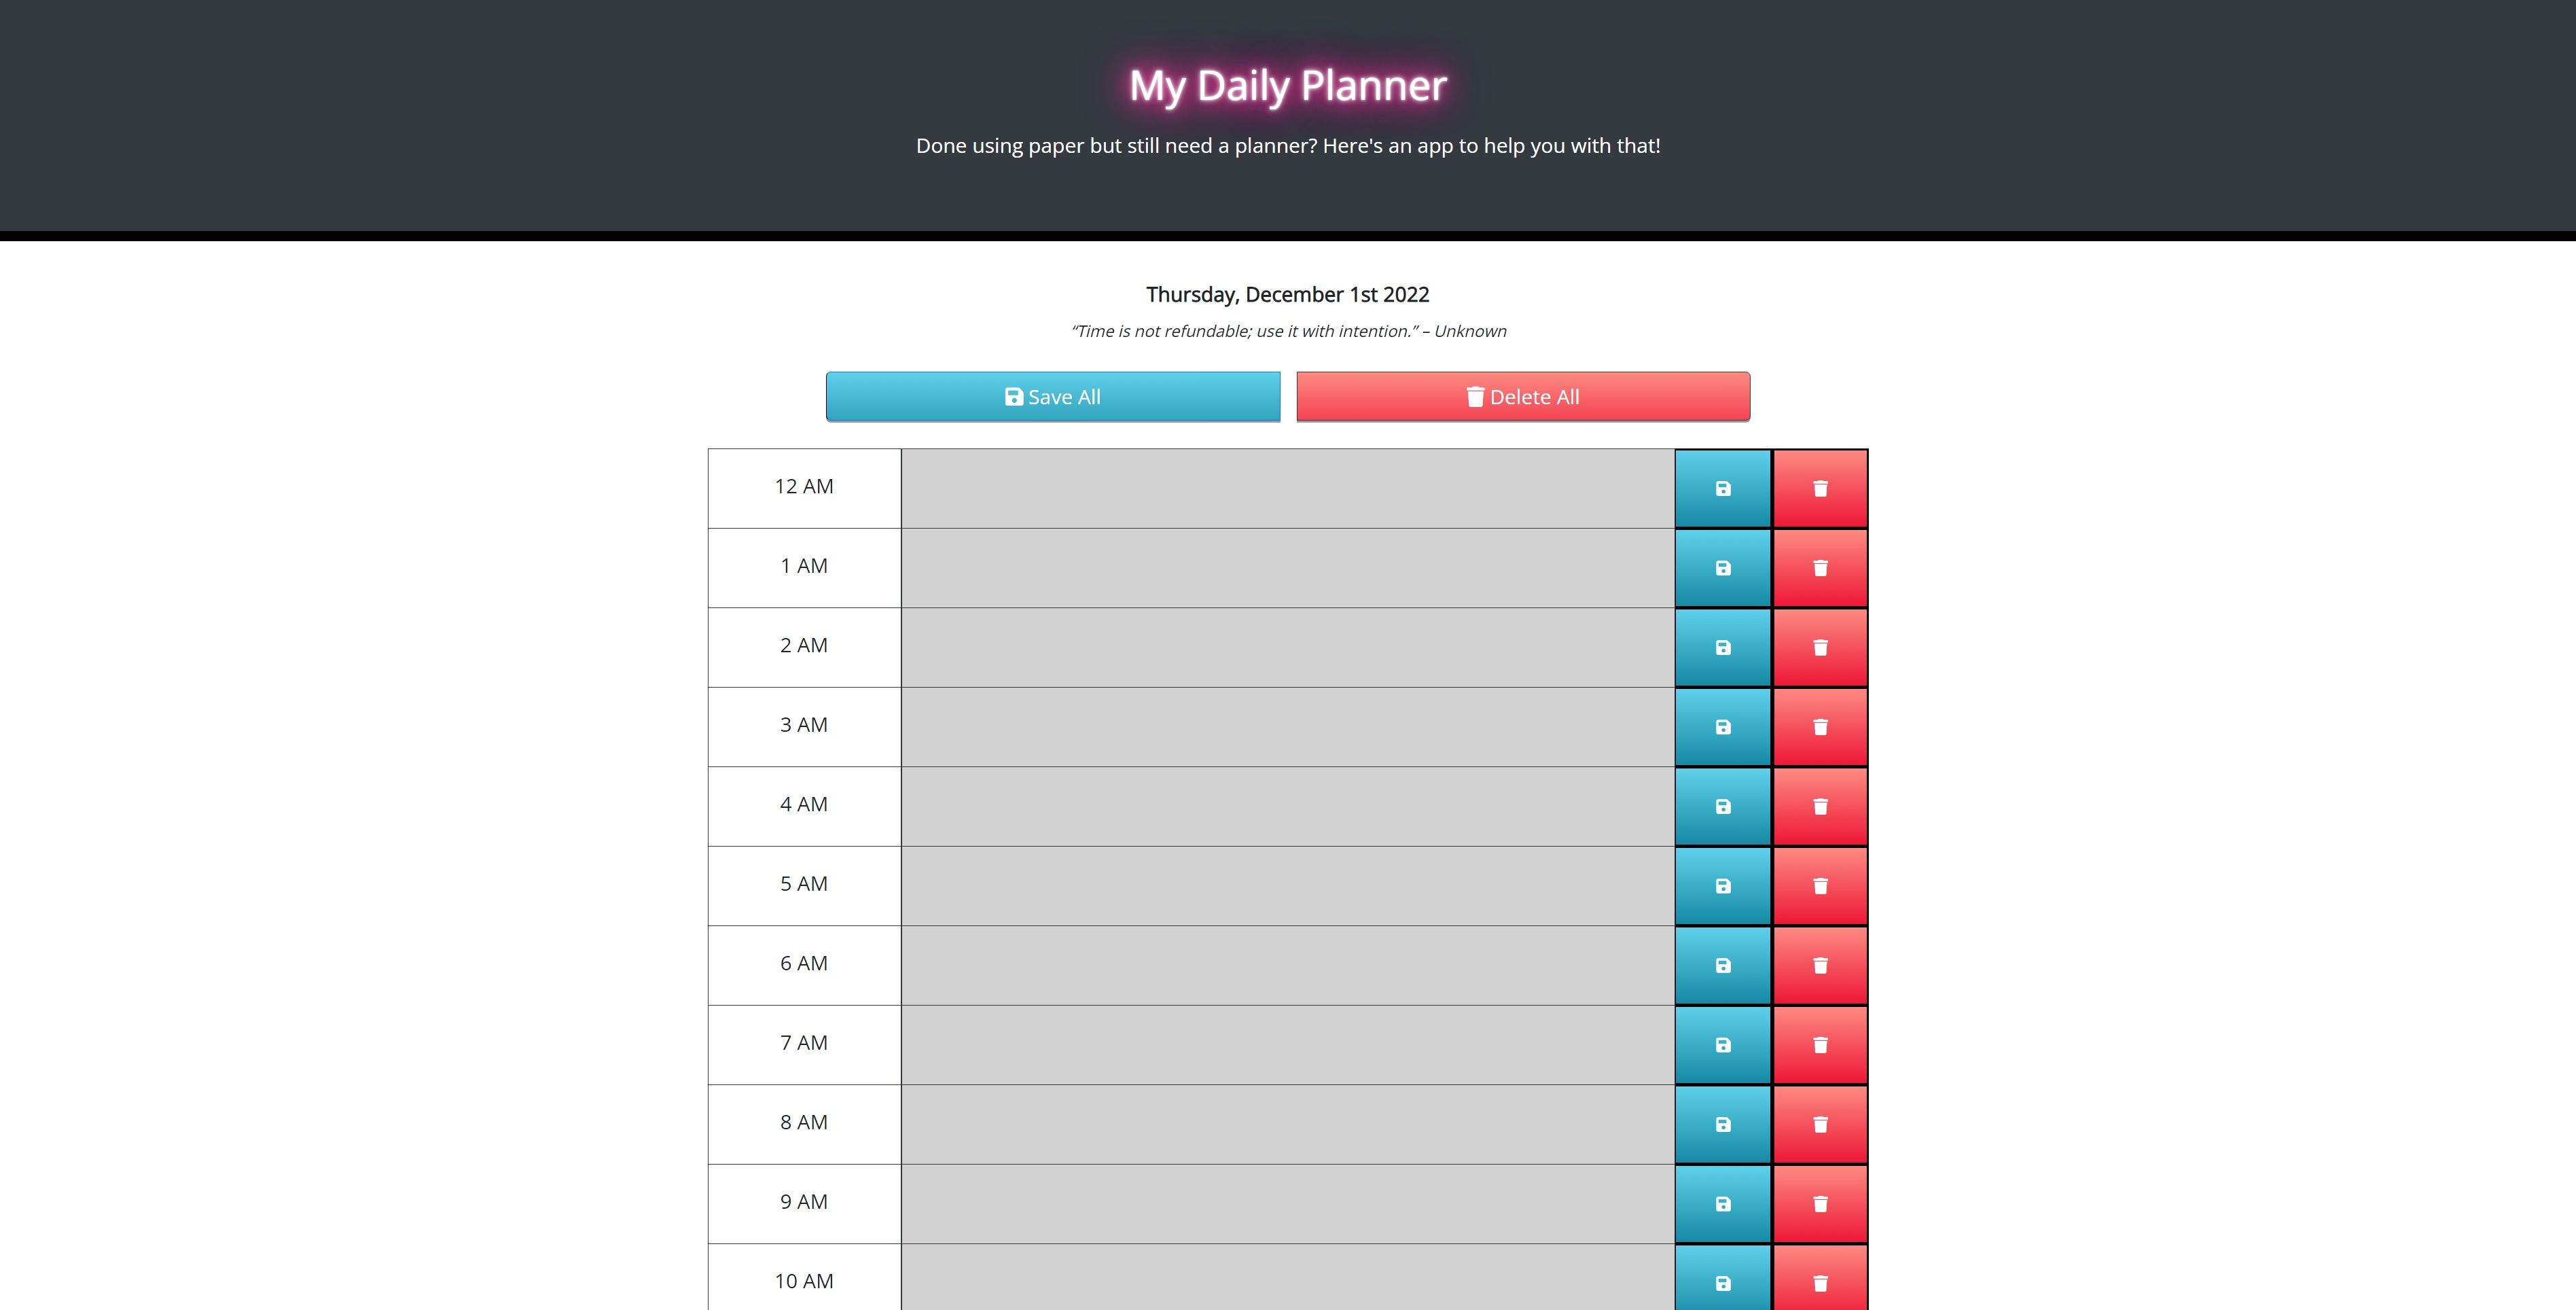 My Daily Planner
Done using paper but still need a planner? Here's an app to help you with that!
Thursday, December 1st 2022
“Time is not refundable; use it with intention.” – Unknown
Save All
Delete All
12 AM
1 AM
2 AM
3 AM
4 AM
5 AM
6 AM
7 AM
8 AM
9 AM
10 AM